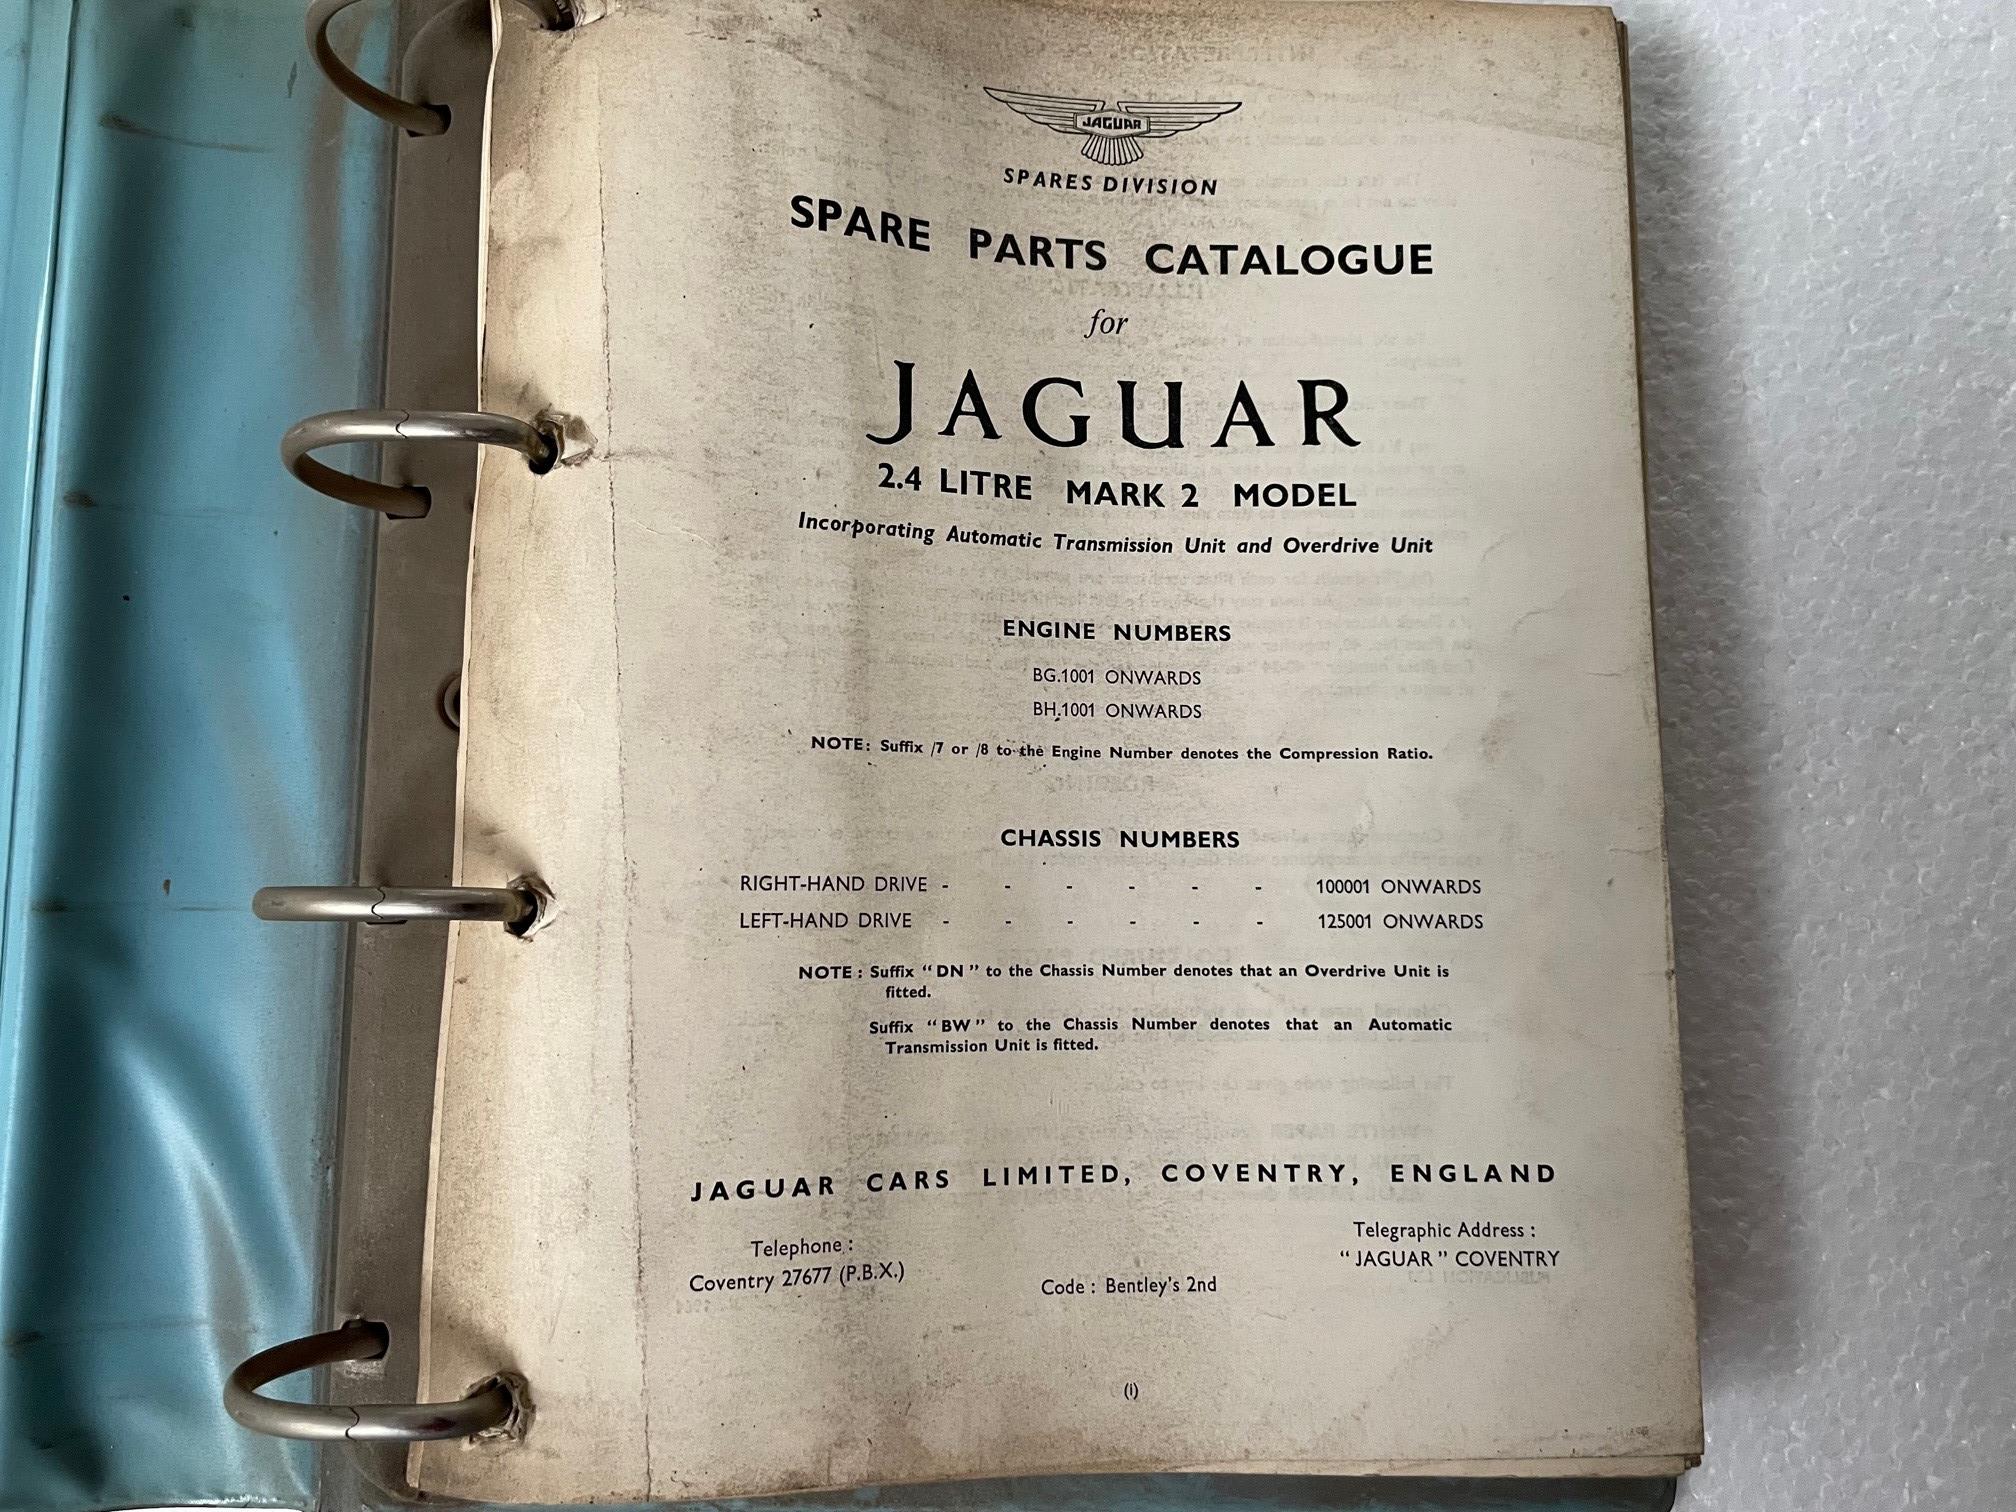 JAGUAR
SPARES DIVISION
SPARE PARTS CATALOGUE
for
JAGUAR
2.4 LITRE MARK 2 MODEL
Incorporating Automatic Transmission Unit and Overdrive Unit
ENGINE NUMBERS
BG.1001 ONWARDS
BH.1001 ONWARDS
NOTE: Suffix /7 or /8 to the Engine Number denotes the Compression Ratio.
CHASSIS NUMBERS
RIGHT-HAND DRIVE - - - - - - 100001 ONWARDS
LEFT-HAND DRIVE - - - - - - 125001 ONWARDS
NOTE : Suffix "DN" to the Chassis Number denotes that an Overdrive Unit is
fitted.
Suffix "BW" to the Chassis Number denotes that an Automatic
Transmission Unit is fitted.
JAGUAR CARS LIMITED, COVENTRY, ENGLAND
Telephone :
Coventry 27677 (P.B.X.)
Code : Bentley's 2nd
Telegraphic Address :
"JAGUAR" COVENTRY
(i)